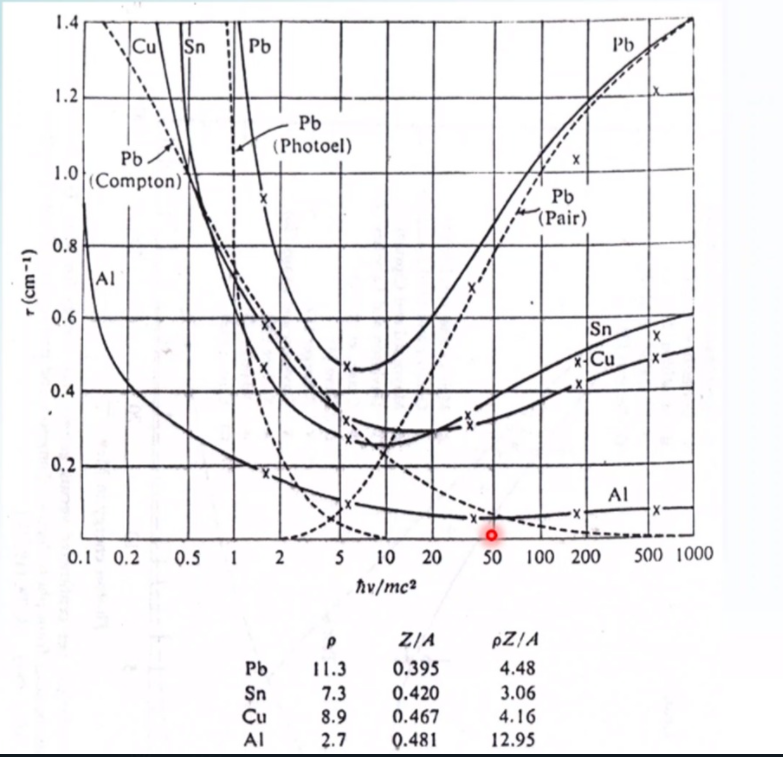 1.4
Cu
Sn
Pb
Pb
1.2
Pb
(Photoel)
Pb
(Compton)
1.0
Pb
(Pair)
0.8
τ (cm⁻¹)
Al
0.6
Sn
Cu
0.4
0.2
Al
0.1 0.2 0.5 1 2 5 10 20 50 100 200 500 1000
ħν/mc²
ρ Z/A ρZ/A
Pb 11.3 0.395 4.48
Sn 7.3 0.420 3.06
Cu 8.9 0.467 4.16
Al 2.7 0.481 12.95